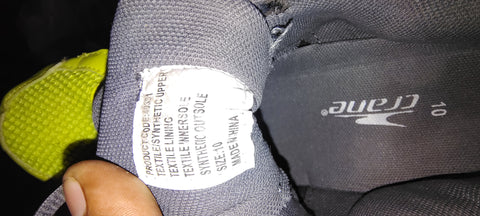 PRODUCT CODE:
TEXTILE/SYNTHETIC UPPER
TEXTILE LINING
TEXTILE INNERSOLE
SYNTHETIC OUTSOLE
SIZE:10
MADE IN CHINA
crane
10